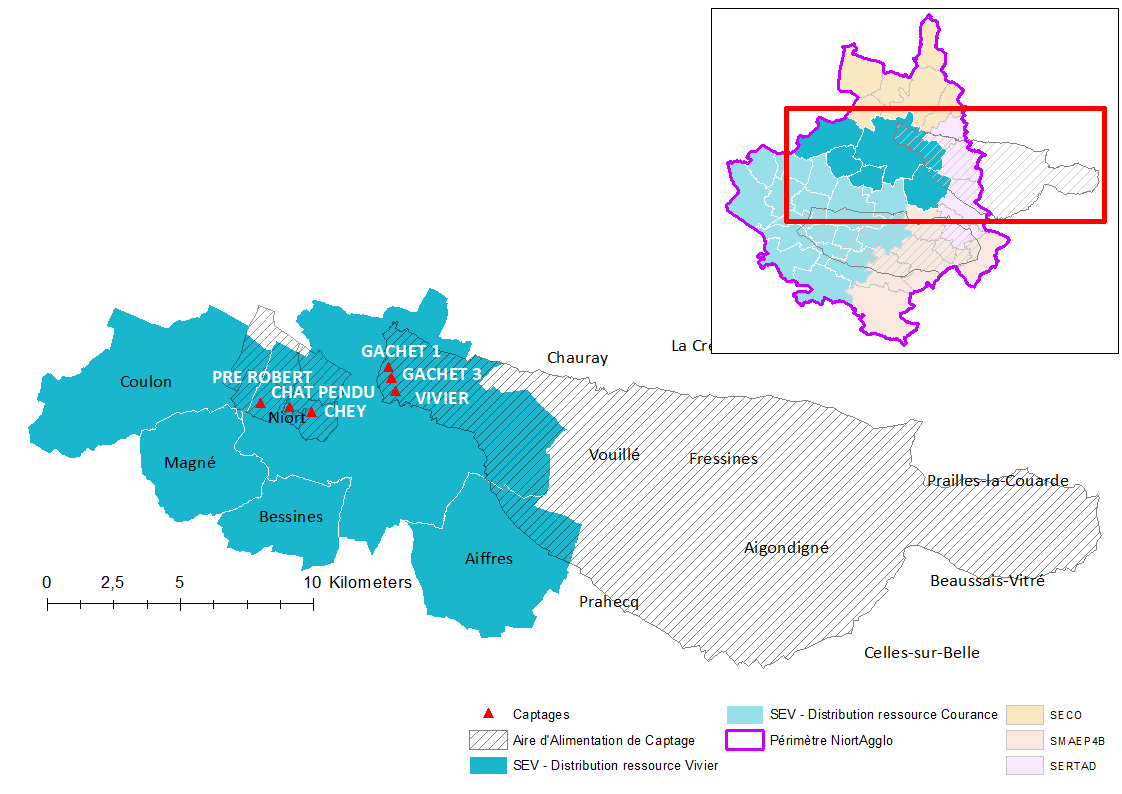 Chauray
La Crè
GACHET 1
GACHET 3
PRE ROBERT
Coulon
CHAT PENDU
VIVIER
CHEY
Niort
Vouillé
Fressines
Magné
Prailles-la-Couarde
Bessines
Aigondigné
Aiffres
Beaussais-Vitré
0 2,5 5 10 Kilometers
Prahecq
Celles-sur-Belle
Captages
Aire d'Alimentation de Captage
SEV - Distribution ressource Vivier
SEV - Distribution ressource Courance
Périmètre NiortAgglo
SECO
SMAEP4B
SERTAD